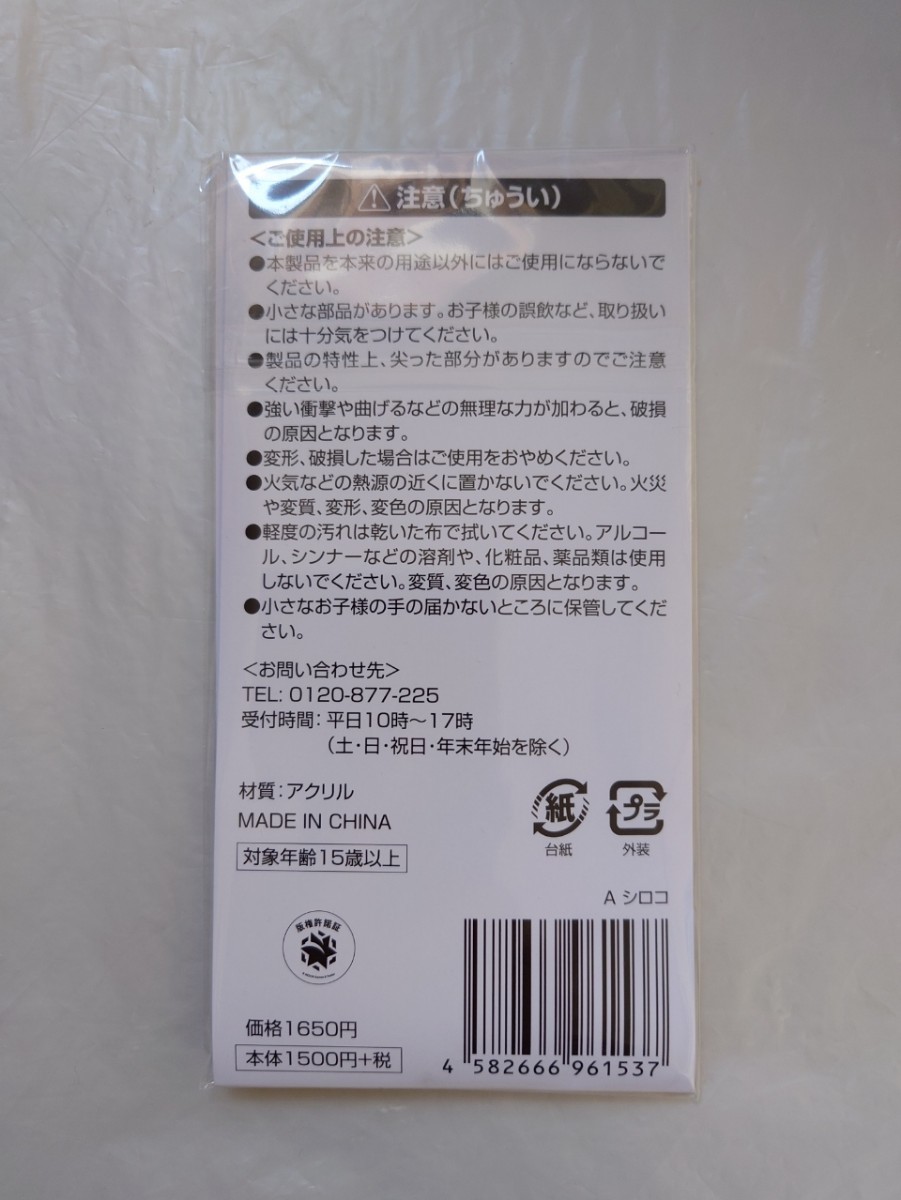 注意(ちゅうい)
<ご使用上の注意>
●本製品を本来の用途以外にはご使用にならないで
ください。
●小さな部品があります。お子様の誤飲など、取り扱い
には十分気をつけてください。
●製品の特性上、尖った部分がありますのでご注意
ください。
●強い衝撃や曲げるなどの無理な力が加わると、破損
の原因となります。
●変形、破損した場合はご使用をおやめください。
●火気などの熱源の近くに置かないでください。火災
や変質、変形、変色の原因となります。
●軽度の汚れは乾いた布で拭いてください。アルコー
ル、シンナーなどの溶剤や、化粧品、薬品類は使用
しないでください。変質、変色の原因となります。
●小さなお子様の手の届かないところに保管してくだ
さい。
<お問い合わせ先>
TEL: 0120-877-225
受付時間: 平日10時〜17時
(土・日・祝日・年末年始を除く)
材質:アクリル
MADE IN CHINA
対象年齢15歳以上
紙
台紙
プラ
外装
A シロコ
版権許諾証
価格1650円
本体1500円+税
4 582666 961537